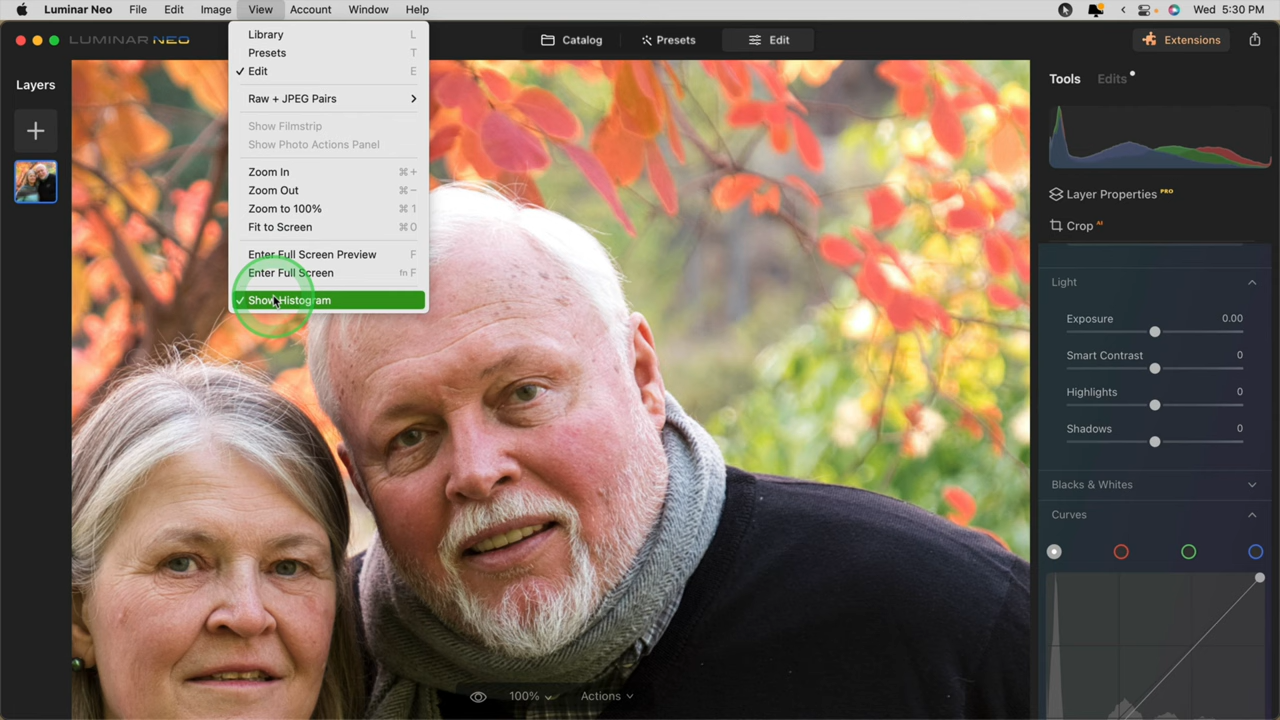 Luminar Neo File Edit Image View Account Window Help Wed 5:30 PM
LUMINAR NEO
Catalog Presets Edit
Extensions
Layers
Library L
Presets T
✓ Edit E
Raw + JPEG Pairs >
Show Filmstrip
Show Photo Actions Panel
Zoom In ⌘+
Zoom Out ⌘−
Zoom to 100% ⌘1
Fit to Screen ⌘0
Enter Full Screen Preview F
Enter Full Screen fn F
✓ Show Histogram
100%
Actions
Tools Edits
Layer Properties PRO
Crop AI
Light
Exposure 0.00
Smart Contrast 0
Highlights 0
Shadows 0
Blacks & Whites
Curves